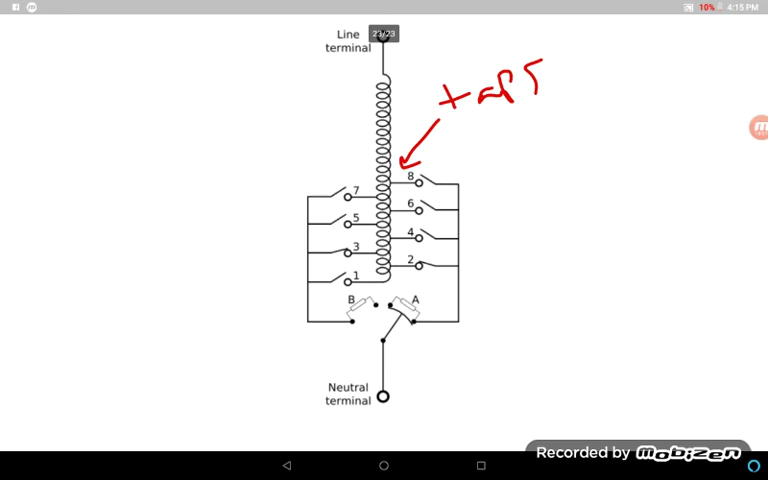 10% 4:15 PM
Line
terminal
23/23
taps
8
7
6
5
4
3
2
1
B A
Neutral
terminal
Recorded by mobizen